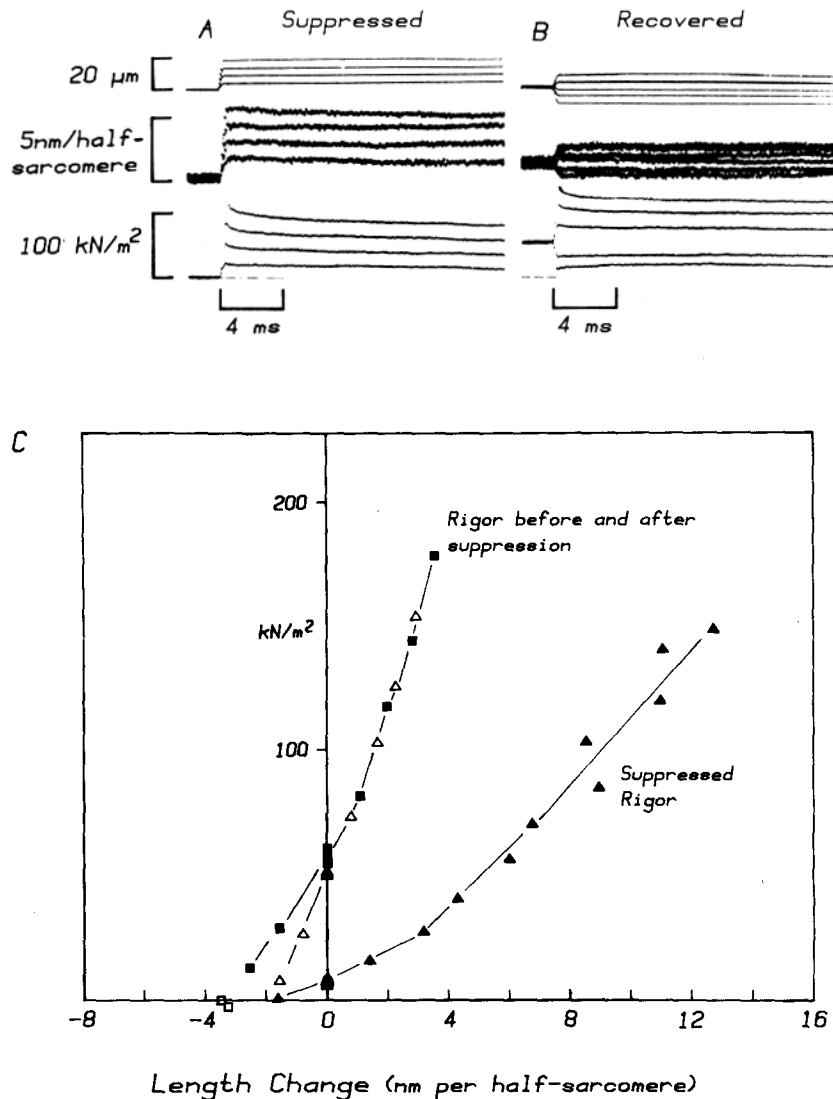 A Suppressed B Recovered
20 µm
5nm/half-
sarcomere
100 kN/m²
4 ms 4 ms
C
200
Rigor before and after
suppression
kN/m²
100
Suppressed
Rigor
-8 -4 0 4 8 12 16
Length Change (nm per half-sarcomere)